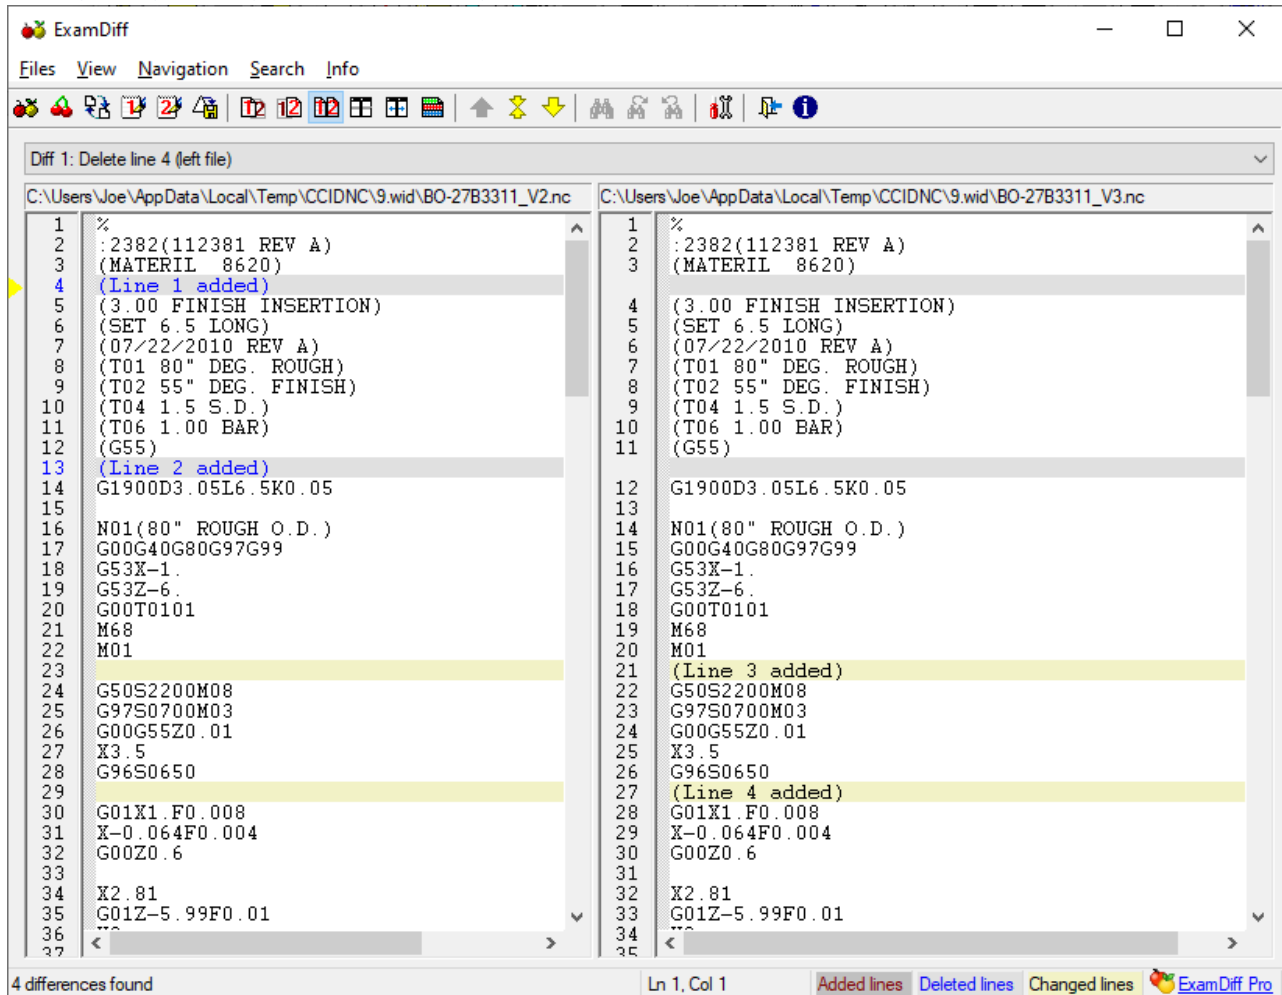 ExamDiff
Files View Navigation Search Info
Diff 1: Delete line 4 (left file)
C:\Users\Joe\AppData\Local\Temp\CCIDNC\9.wid\BO-27B3311_V2.nc
1 %
2 :2382(112381 REV A)
3 (MATERIL  8620)
4 (Line 1 added)
5 (3.00 FINISH INSERTION)
6 (SET 6.5 LONG)
7 (07/22/2010 REV A)
8 (T01 80" DEG. ROUGH)
9 (T02 55" DEG. FINISH)
10 (T04 1.5 S.D.)
11 (T06 1.00 BAR)
12 (G55)
13 (Line 2 added)
14 G1900D3.05L6.5K0.05
15
16 N01(80" ROUGH O.D.)
17 G00G40G80G97G99
18 G53X-1.
19 G53Z-6.
20 G00T0101
21 M68
22 M01
23
24 G50S2200M08
25 G97S0700M03
26 G00G55Z0.01
27 X3.5
28 G96S0650
29
30 G01X1.F0.008
31 X-0.064F0.004
32 G00Z0.6
33
34 X2.81
35 G01Z-5.99F0.01
36
37
C:\Users\Joe\AppData\Local\Temp\CCIDNC\9.wid\BO-27B3311_V3.nc
1 %
2 :2382(112381 REV A)
3 (MATERIL  8620)
4 (3.00 FINISH INSERTION)
5 (SET 6.5 LONG)
6 (07/22/2010 REV A)
7 (T01 80" DEG. ROUGH)
8 (T02 55" DEG. FINISH)
9 (T04 1.5 S.D.)
10 (T06 1.00 BAR)
11 (G55)
12 G1900D3.05L6.5K0.05
13
14 N01(80" ROUGH O.D.)
15 G00G40G80G97G99
16 G53X-1.
17 G53Z-6.
18 G00T0101
19 M68
20 M01
21 (Line 3 added)
22 G50S2200M08
23 G97S0700M03
24 G00G55Z0.01
25 X3.5
26 G96S0650
27 (Line 4 added)
28 G01X1.F0.008
29 X-0.064F0.004
30 G00Z0.6
31
32 X2.81
33 G01Z-5.99F0.01
34
35
4 differences found
Ln 1, Col 1
Added lines Deleted lines Changed lines ExamDiff Pro